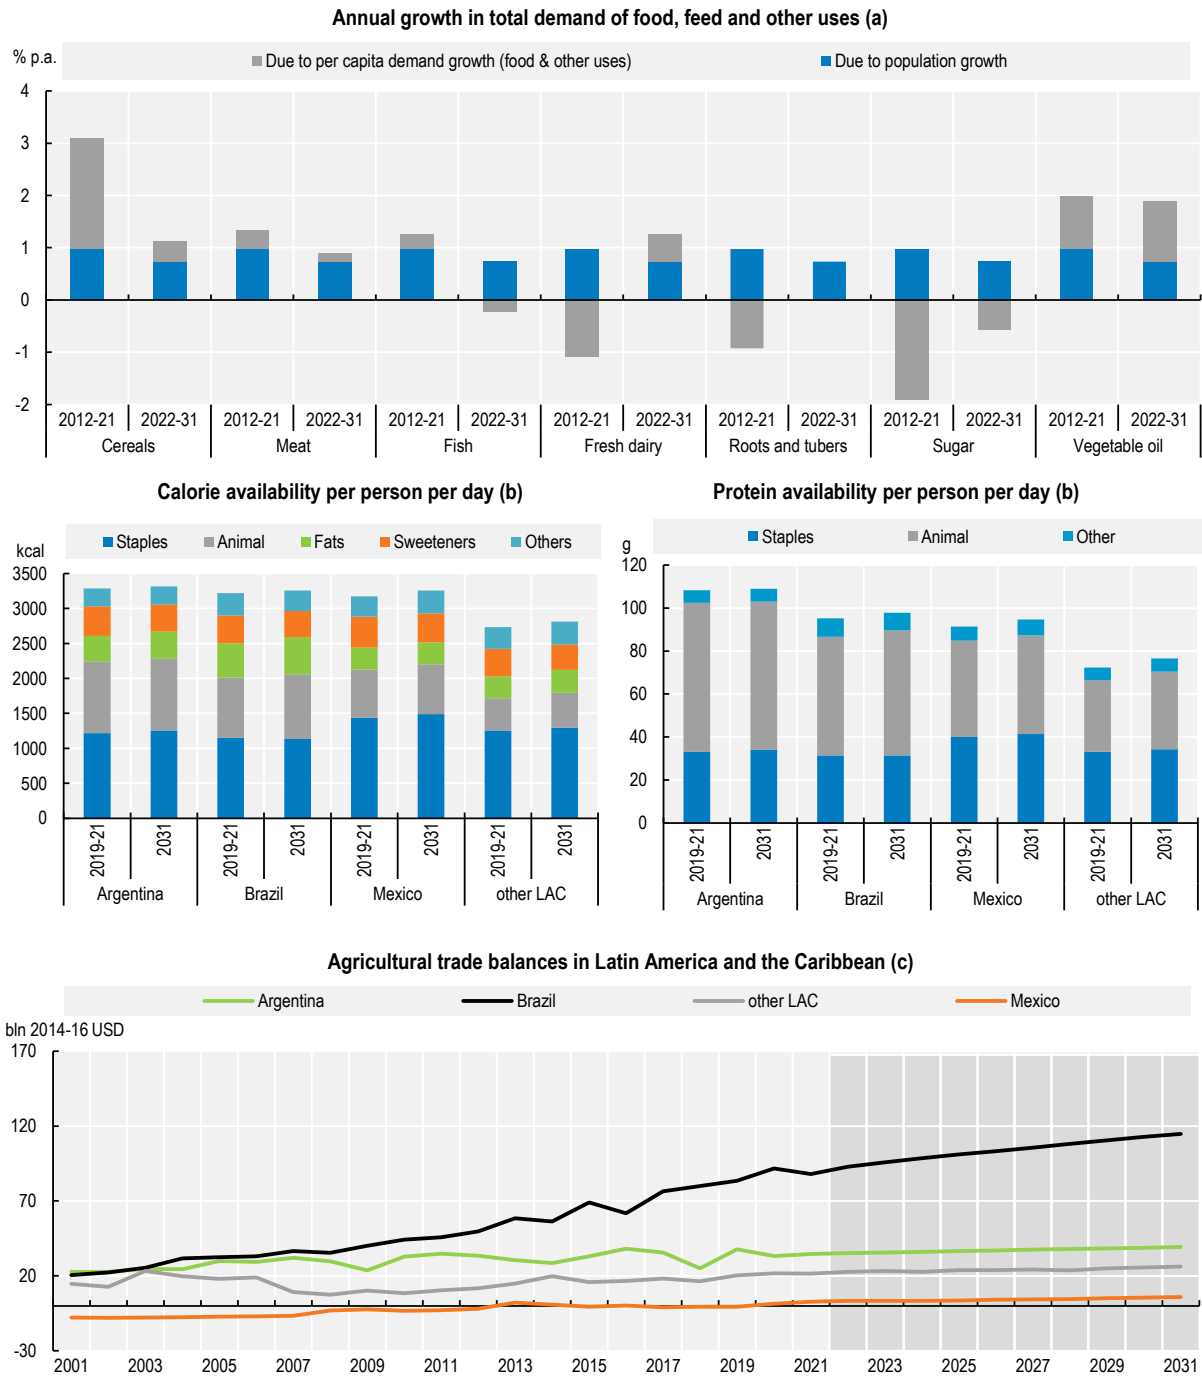 Annual growth in total demand of food, feed and other uses (a)
% p.a.
Due to per capita demand growth (food & other uses)
Due to population growth
4
3
2
1
0
-1
-2
2012-21 2022-31 2012-21 2022-31 2012-21 2022-31 2012-21 2022-31 2012-21 2022-31 2012-21 2022-31 2012-21 2022-31
Cereals Meat Fish Fresh dairy Roots and tubers Sugar Vegetable oil
Calorie availability per person per day (b)
kcal
Staples Animal Fats Sweeteners Others
3500
3000
2500
2000
1500
1000
500
0
2019-21 2031 2019-21 2031 2019-21 2031 2019-21 2031
Argentina Brazil Mexico other LAC
Protein availability per person per day (b)
g
Staples Animal Other
120
100
80
60
40
20
0
2019-21 2031 2019-21 2031 2019-21 2031 2019-21 2031
Argentina Brazil Mexico other LAC
Agricultural trade balances in Latin America and the Caribbean (c)
Argentina Brazil other LAC Mexico
bln 2014-16 USD
170
120
70
20
-30
2001 2003 2005 2007 2009 2011 2013 2015 2017 2019 2021 2023 2025 2027 2029 2031